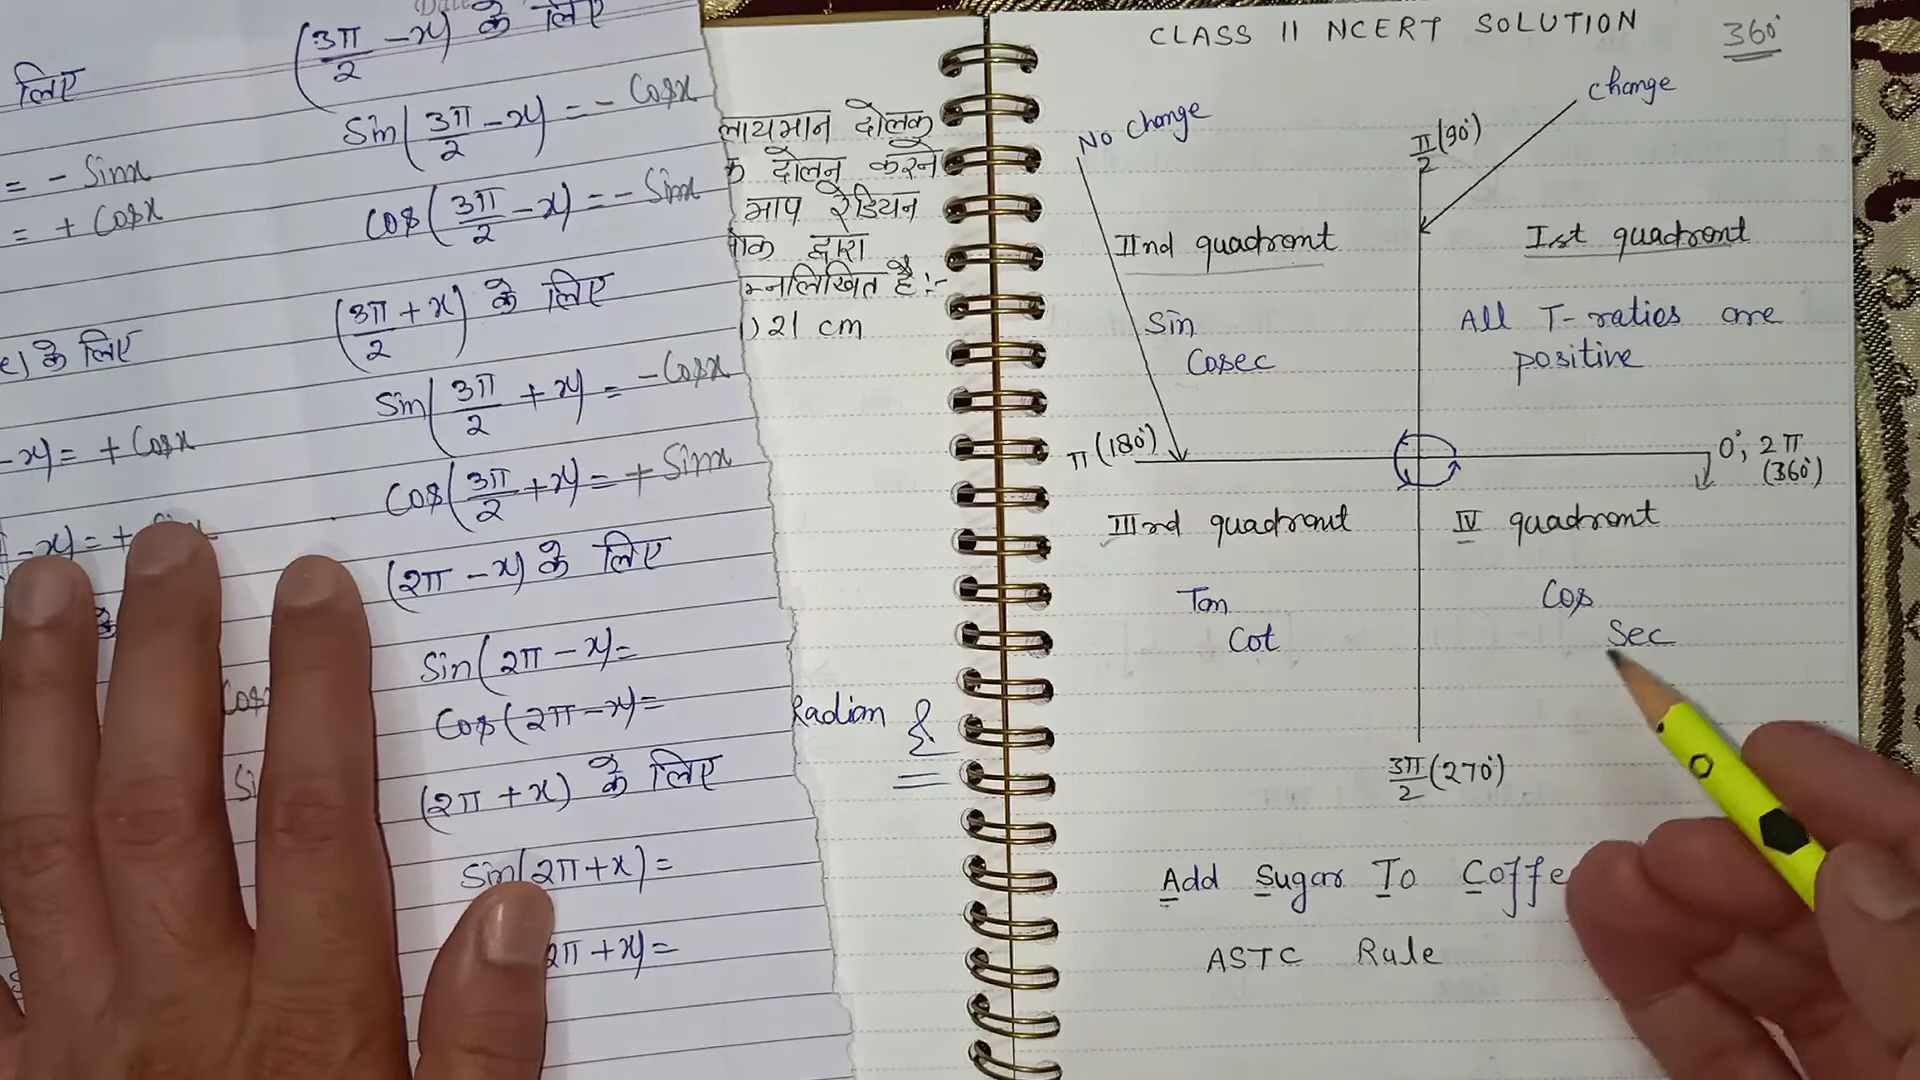 (3π/2 - x) के लिए
लिए
Sin(3π/2 - x) = - Cosx
= - Sinx
Cos(3π/2 - x) = - Sinx
= + Cosx
(3π/2 + x) के लिए
के लिए
Sin(3π/2 + x) = - Cosx
- x) = + Cosx
Cos(3π/2 + x) = + Sinx
- x) = +
(2π - x) के लिए
Sin(2π - x) =
Cos(2π - x) =
(2π + x) के लिए
Sin(2π + x) =
2π + x) =
दोलक
दोलन करने
माप रेडियन
द्वारा
म्नलिखित है :-
) 21 cm
Radian
CLASS 11 NCERT SOLUTION
360°
No change
change
π/2 (90°)
IInd quadrant
Ist quadrant
Sin
Cosec
All T-ratios are
positive
π (180°)
0°, 2π
(360°)
IIIrd quadrant
IV quadrant
Tan
Cot
Cos
Sec
3π/2 (270°)
Add Sugar To Coffe
ASTC Rule